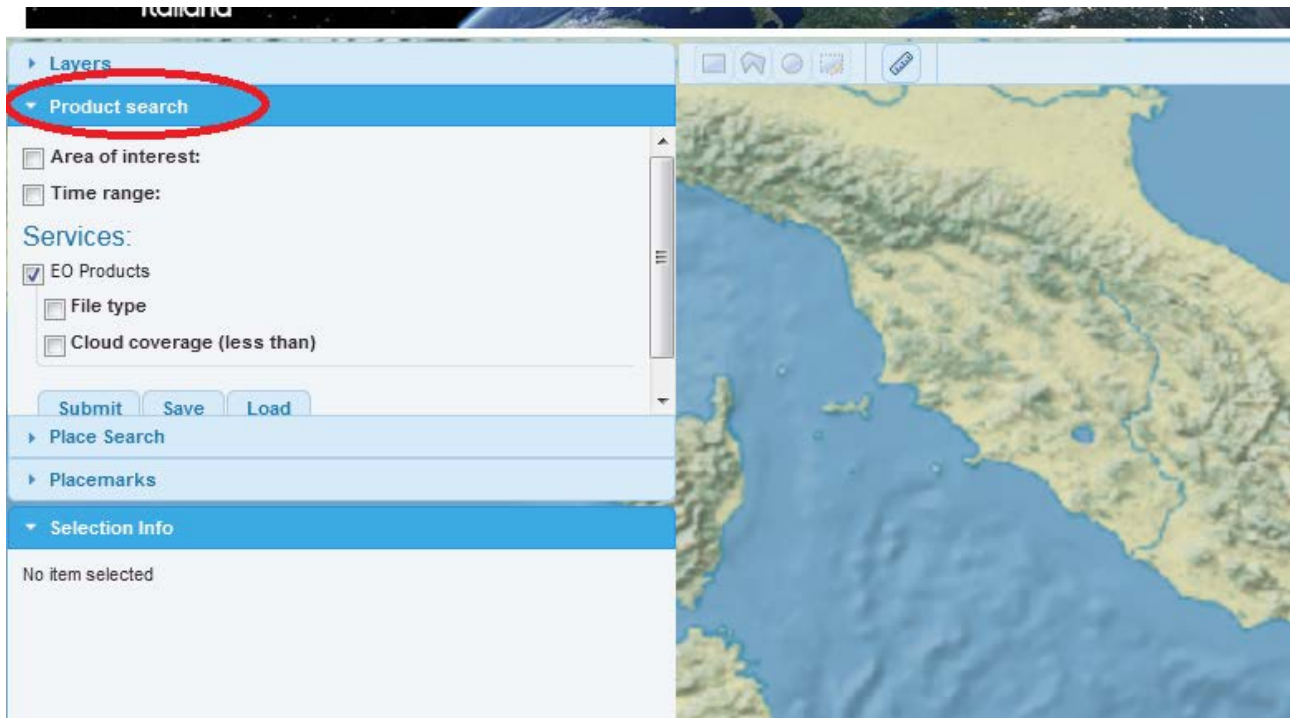 Italiana
Layers
Product search
Area of interest:
Time range:
Services:
EO Products
File type
Cloud coverage (less than)
Submit Save Load
Place Search
Placemarks
Selection Info
No item selected